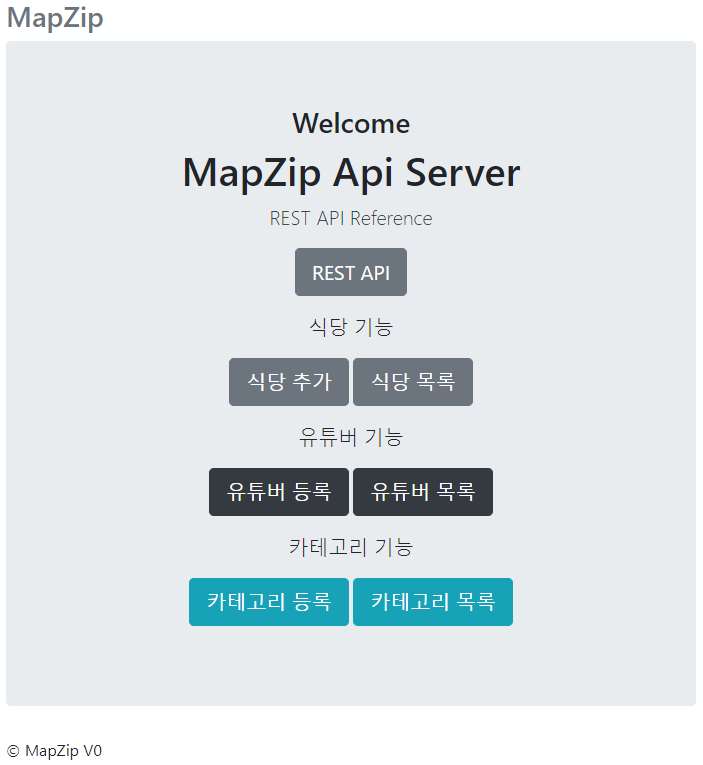 MapZip
Welcome
MapZip Api Server
REST API Reference
REST API
식당 기능
식당 추가 식당 목록
유튜버 기능
유튜버 등록 유튜버 목록
카테고리 기능
카테고리 등록 카테고리 목록
© MapZip V0